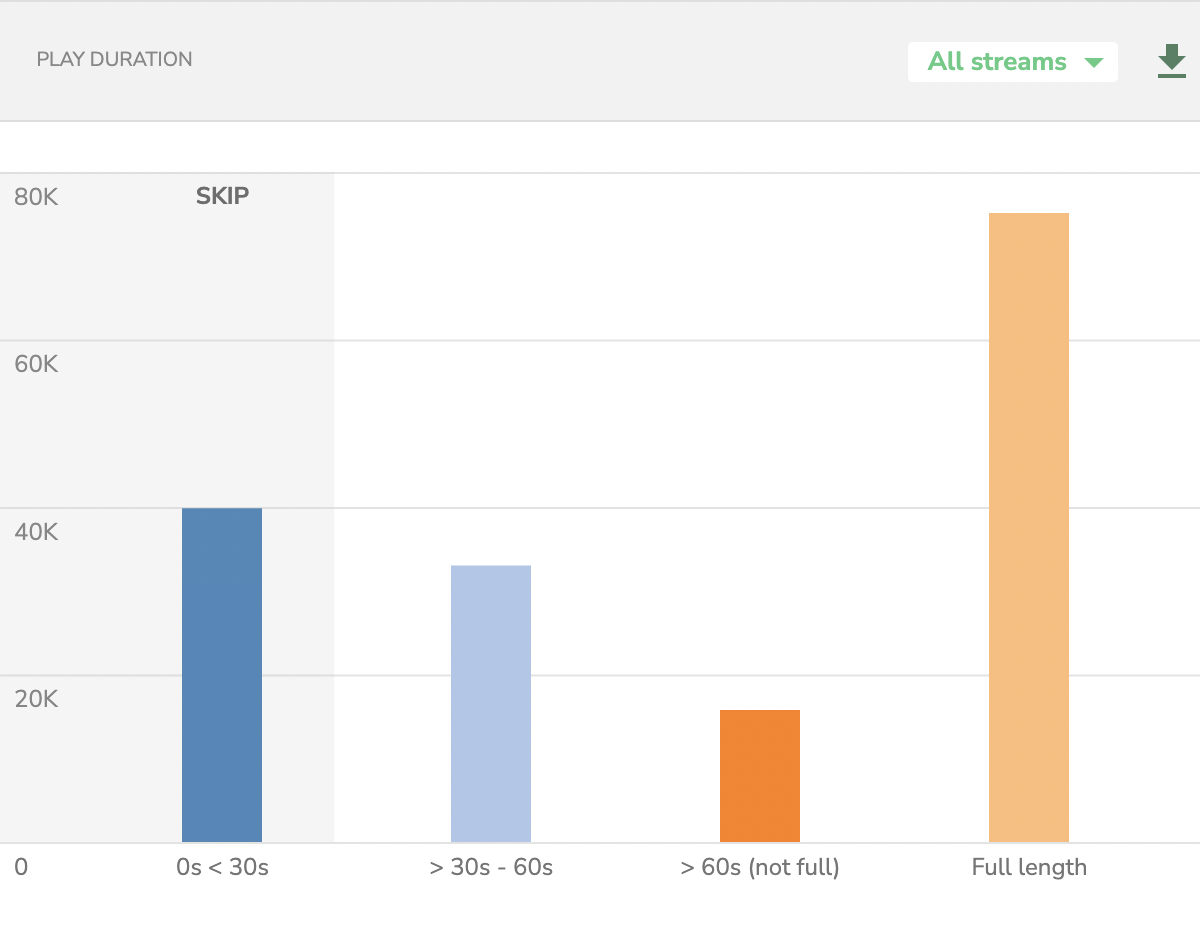 PLAY DURATION
All streams
80K
SKIP
60K
40K
20K
0
0s < 30s
> 30s - 60s
> 60s (not full)
Full length